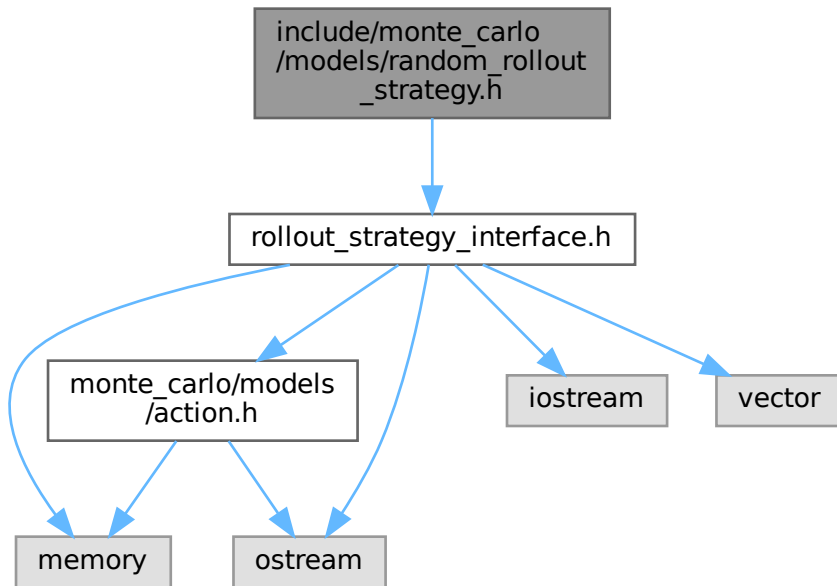 include/monte_carlo
/models/random_rollout
_strategy.h
rollout_strategy_interface.h
monte_carlo/models
/action.h
iostream
vector
memory
ostream